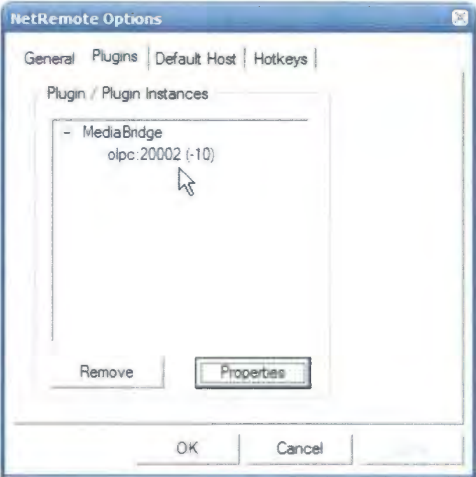 NetRemote Options
General Plugins Default Host Hotkeys
Plugin / Plugin Instances
- MediaBridge
olpc:20002 (-10)
Remove Properties
OK Cancel